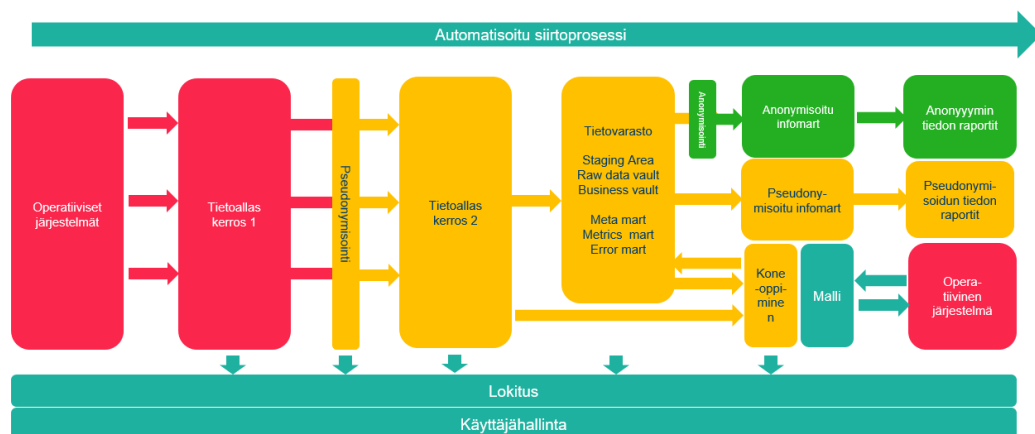 Automatisoitu siirtoprosessi
Operatiiviset
järjestelmät
Tietoallas
kerros 1
Pseudonymisointi
Tietoallas
kerros 2
Tietovarasto
Staging Area
Raw data vault
Business vault
Meta mart
Metrics mart
Error mart
Anonymisointi
Anonymisoitu
infomart
Anonyyymin
tiedon raportit
Pseudony-
misoitu infomart
Pseudonymi-
soidun tiedon
raportit
Kone
-oppi-
mine
n
Malli
Opera-
tiivinen
järjestelmä
Lokitus
Käyttäjähallinta